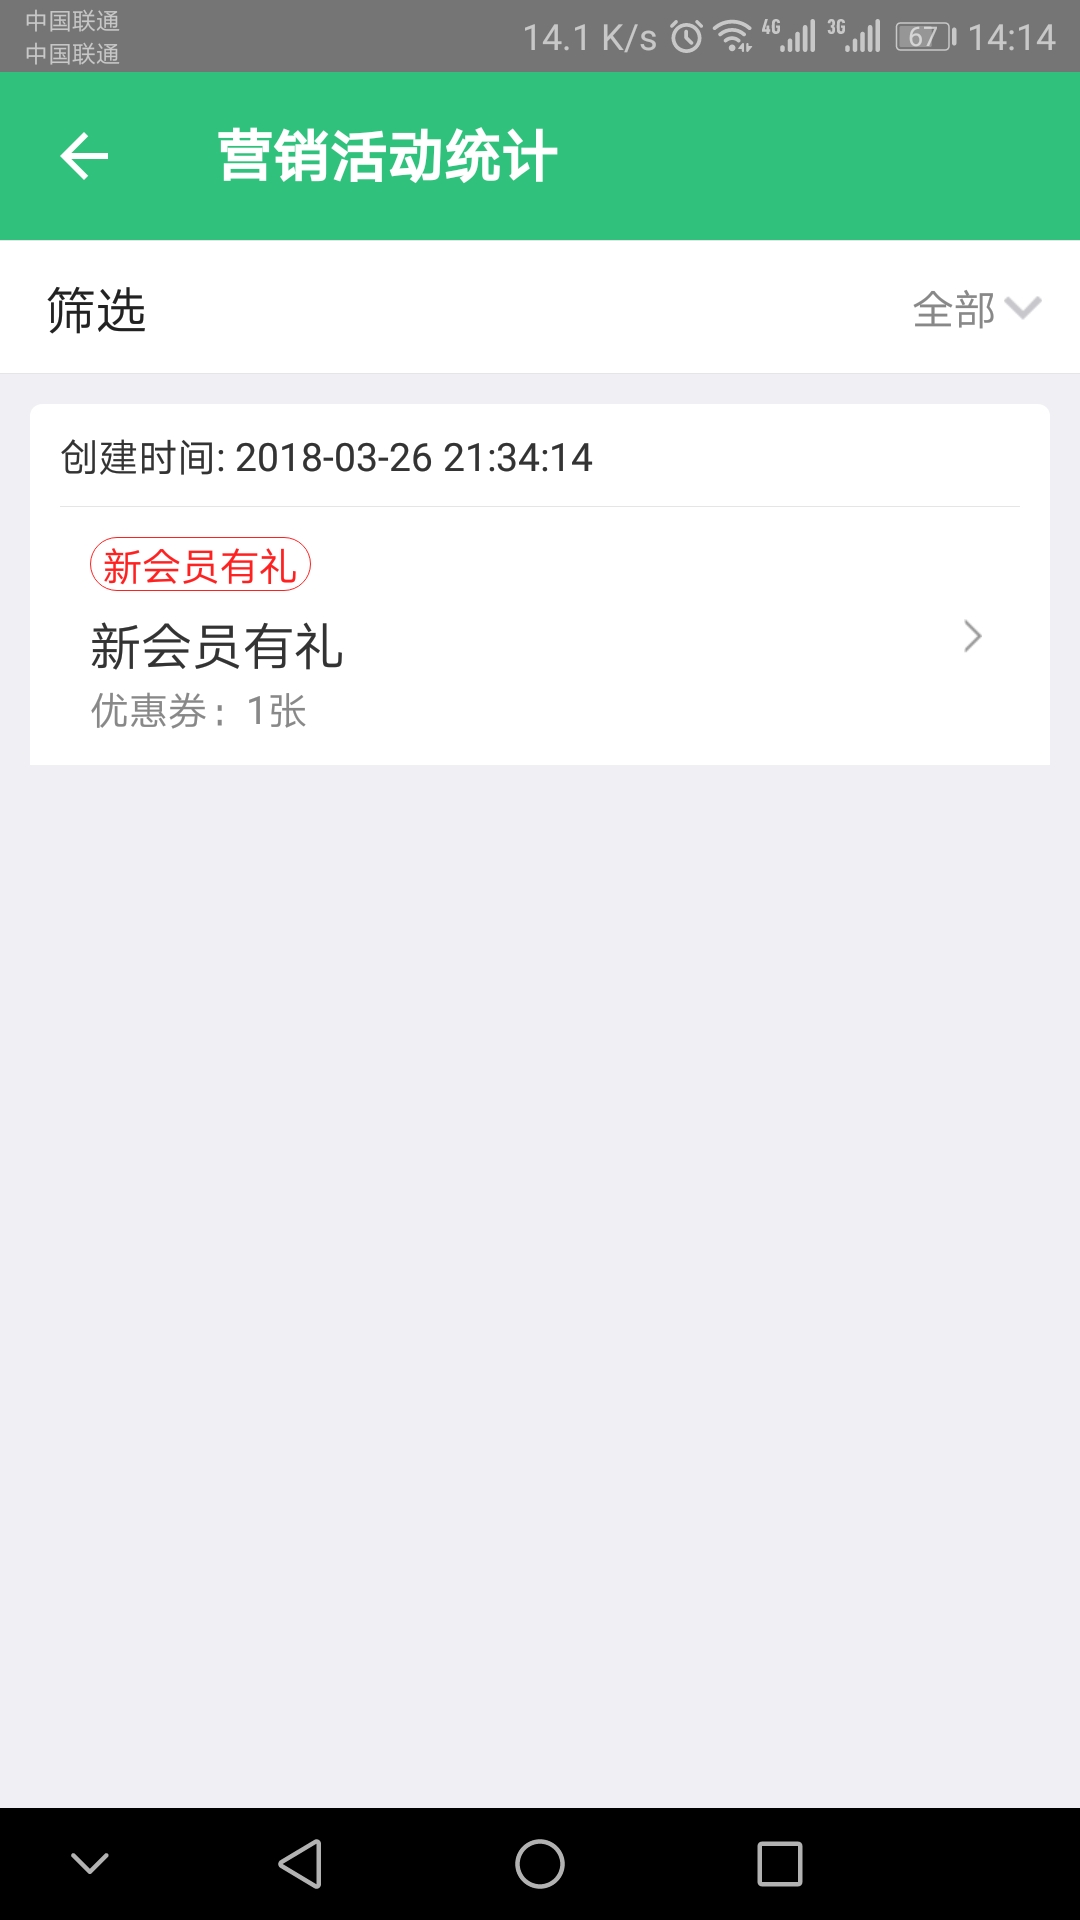 中国联通
中国联通
14.1 K/s 4G 3G 67 14:14
营销活动统计
筛选 全部
创建时间: 2018-03-26 21:34:14
新会员有礼
新会员有礼
优惠券：1张